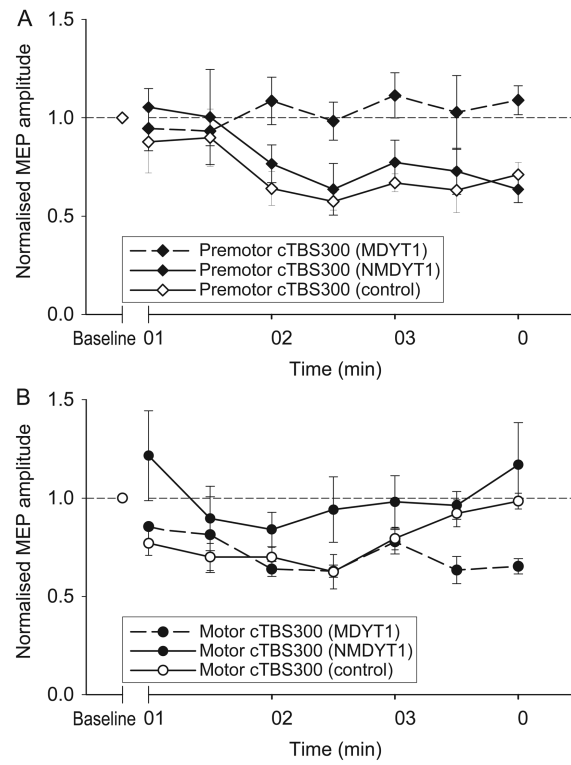 A
1.5
1.0
0.5
0.0
Normalised MEP amplitude
Premotor cTBS300 (MDYT1)
Premotor cTBS300 (NMDYT1)
Premotor cTBS300 (control)
Baseline 01 02 03 0
Time (min)
B
1.5
1.0
0.5
0.0
Normalised MEP amplitude
Motor cTBS300 (MDYT1)
Motor cTBS300 (NMDYT1)
Motor cTBS300 (control)
Baseline 01 02 03 0
Time (min)